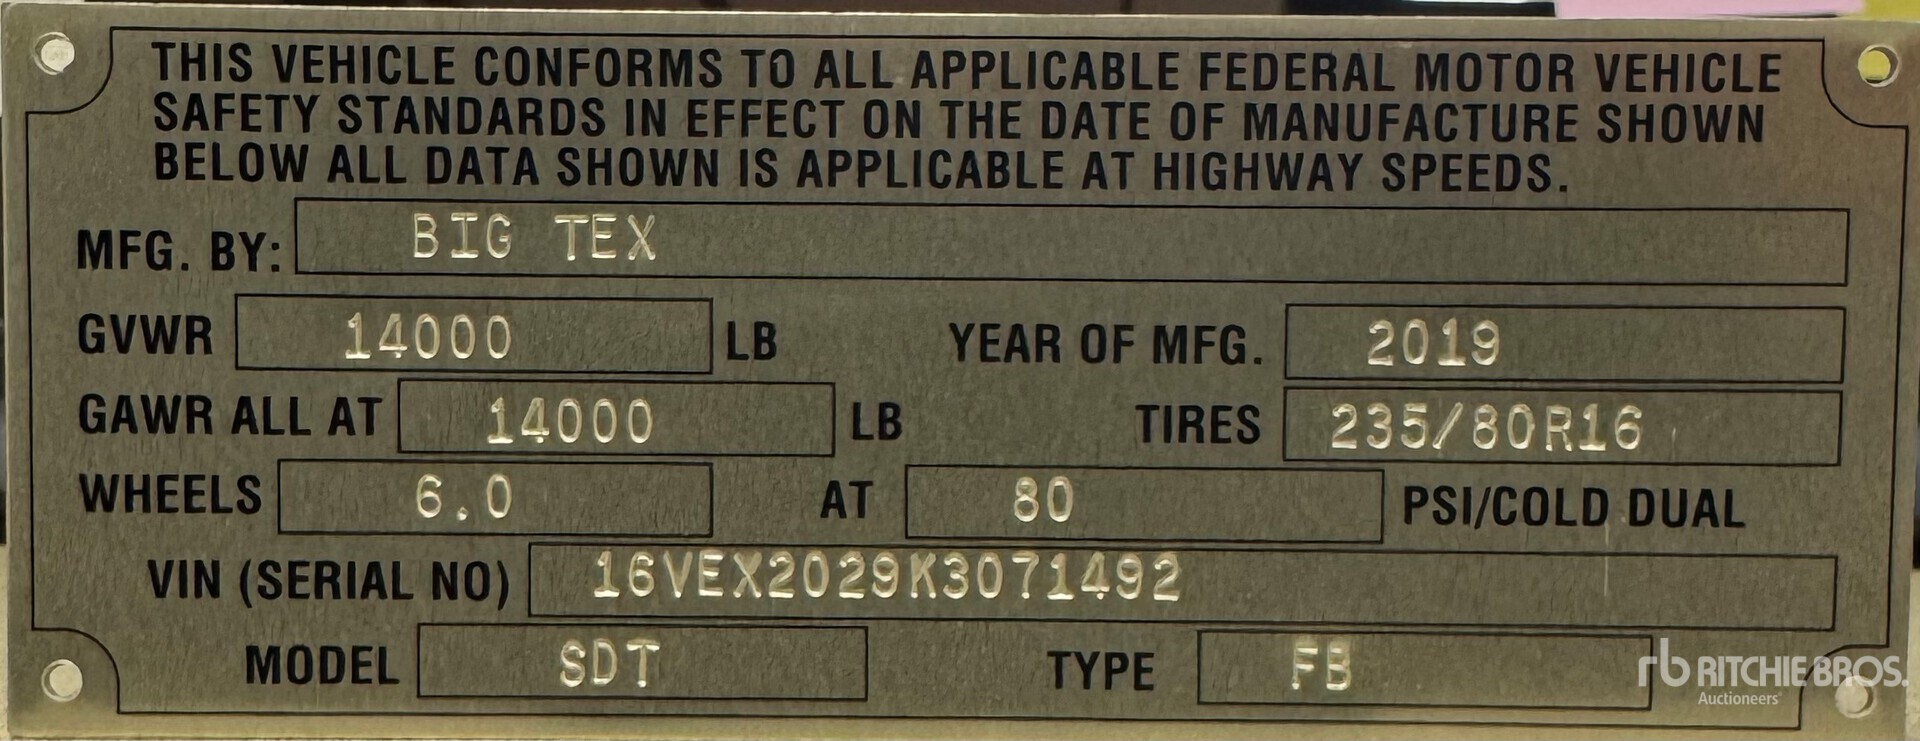 THIS VEHICLE CONFORMS TO ALL APPLICABLE FEDERAL MOTOR VEHICLE
SAFETY STANDARDS IN EFFECT ON THE DATE OF MANUFACTURE SHOWN
BELOW ALL DATA SHOWN IS APPLICABLE AT HIGHWAY SPEEDS.
MFG. BY: BIG TEX
GVWR 14000 LB YEAR OF MFG. 2019
GAWR ALL AT 14000 LB TIRES 235/80R16
WHEELS 6.0 AT 80 PSI/COLD DUAL
VIN (SERIAL NO) 16VEX2029K3071492
MODEL SDT TYPE FB
rb RITCHIE BROS.
Auctioneers